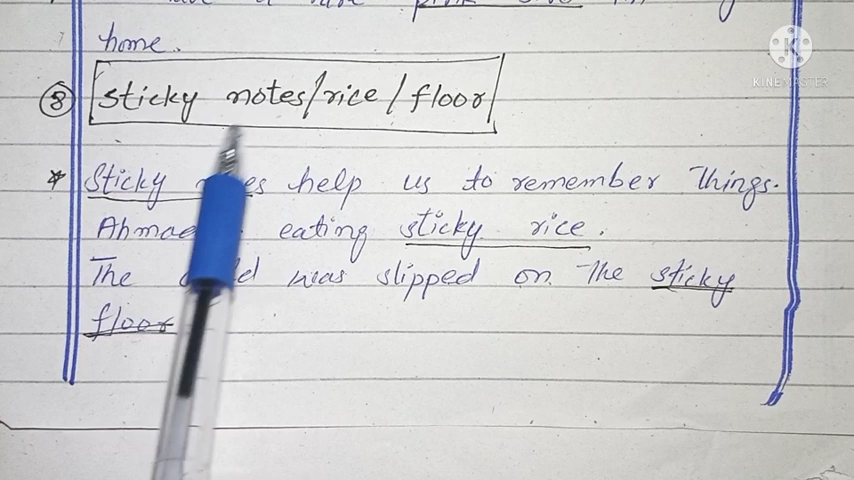 home.
8 sticky notes/rice/floor
* Sticky help us to remember Things.
eating sticky rice.
The was slipped on The sticky
floor
K
KINEMASTER